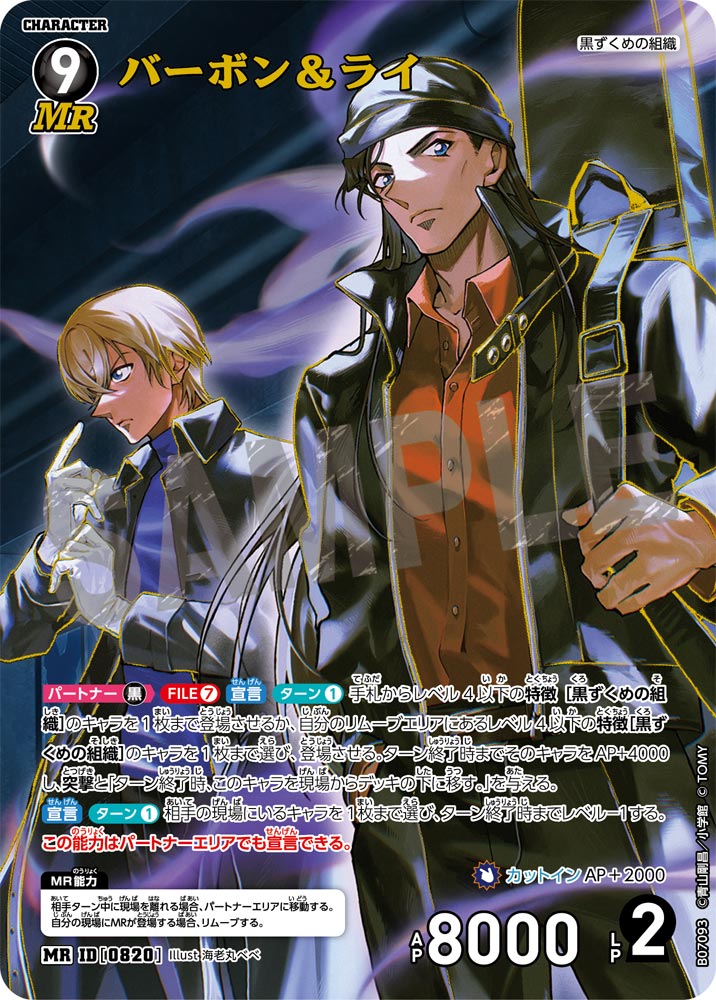 CHARACTER
9
MR
バーボン&ライ
黒ずくめの組織
SAMPLE
パートナー 黒 FILE 7 宣言 ターン 1 手札からレベル4以下の特徴[黒ずくめの組
織]のキャラを1枚まで登場させるか、自分のリムーブエリアにあるレベル4以下の特徴[黒ず
くめの組織]のキャラを1枚まで選び、登場させる。ターン終了時までそのキャラをAP+4000
し、突撃と「ターン終了時、このキャラを現場からデッキの下に移す。」を与える。
宣言 ターン 1 相手の現場にいるキャラを1枚まで選び、ターン終了時までレベル-1する。
この能力はパートナーエリアでも宣言できる。
カットイン AP+2000
MR能力
相手ターン中に現場を離れる場合、パートナーエリアに移動する。
自分の現場にMRが登場する場合、リムーブする。
MR ID[0820] Illust 海老丸べべ
AP 8000 LP 2
B07093 ©青山剛昌/小学館 © TOMY